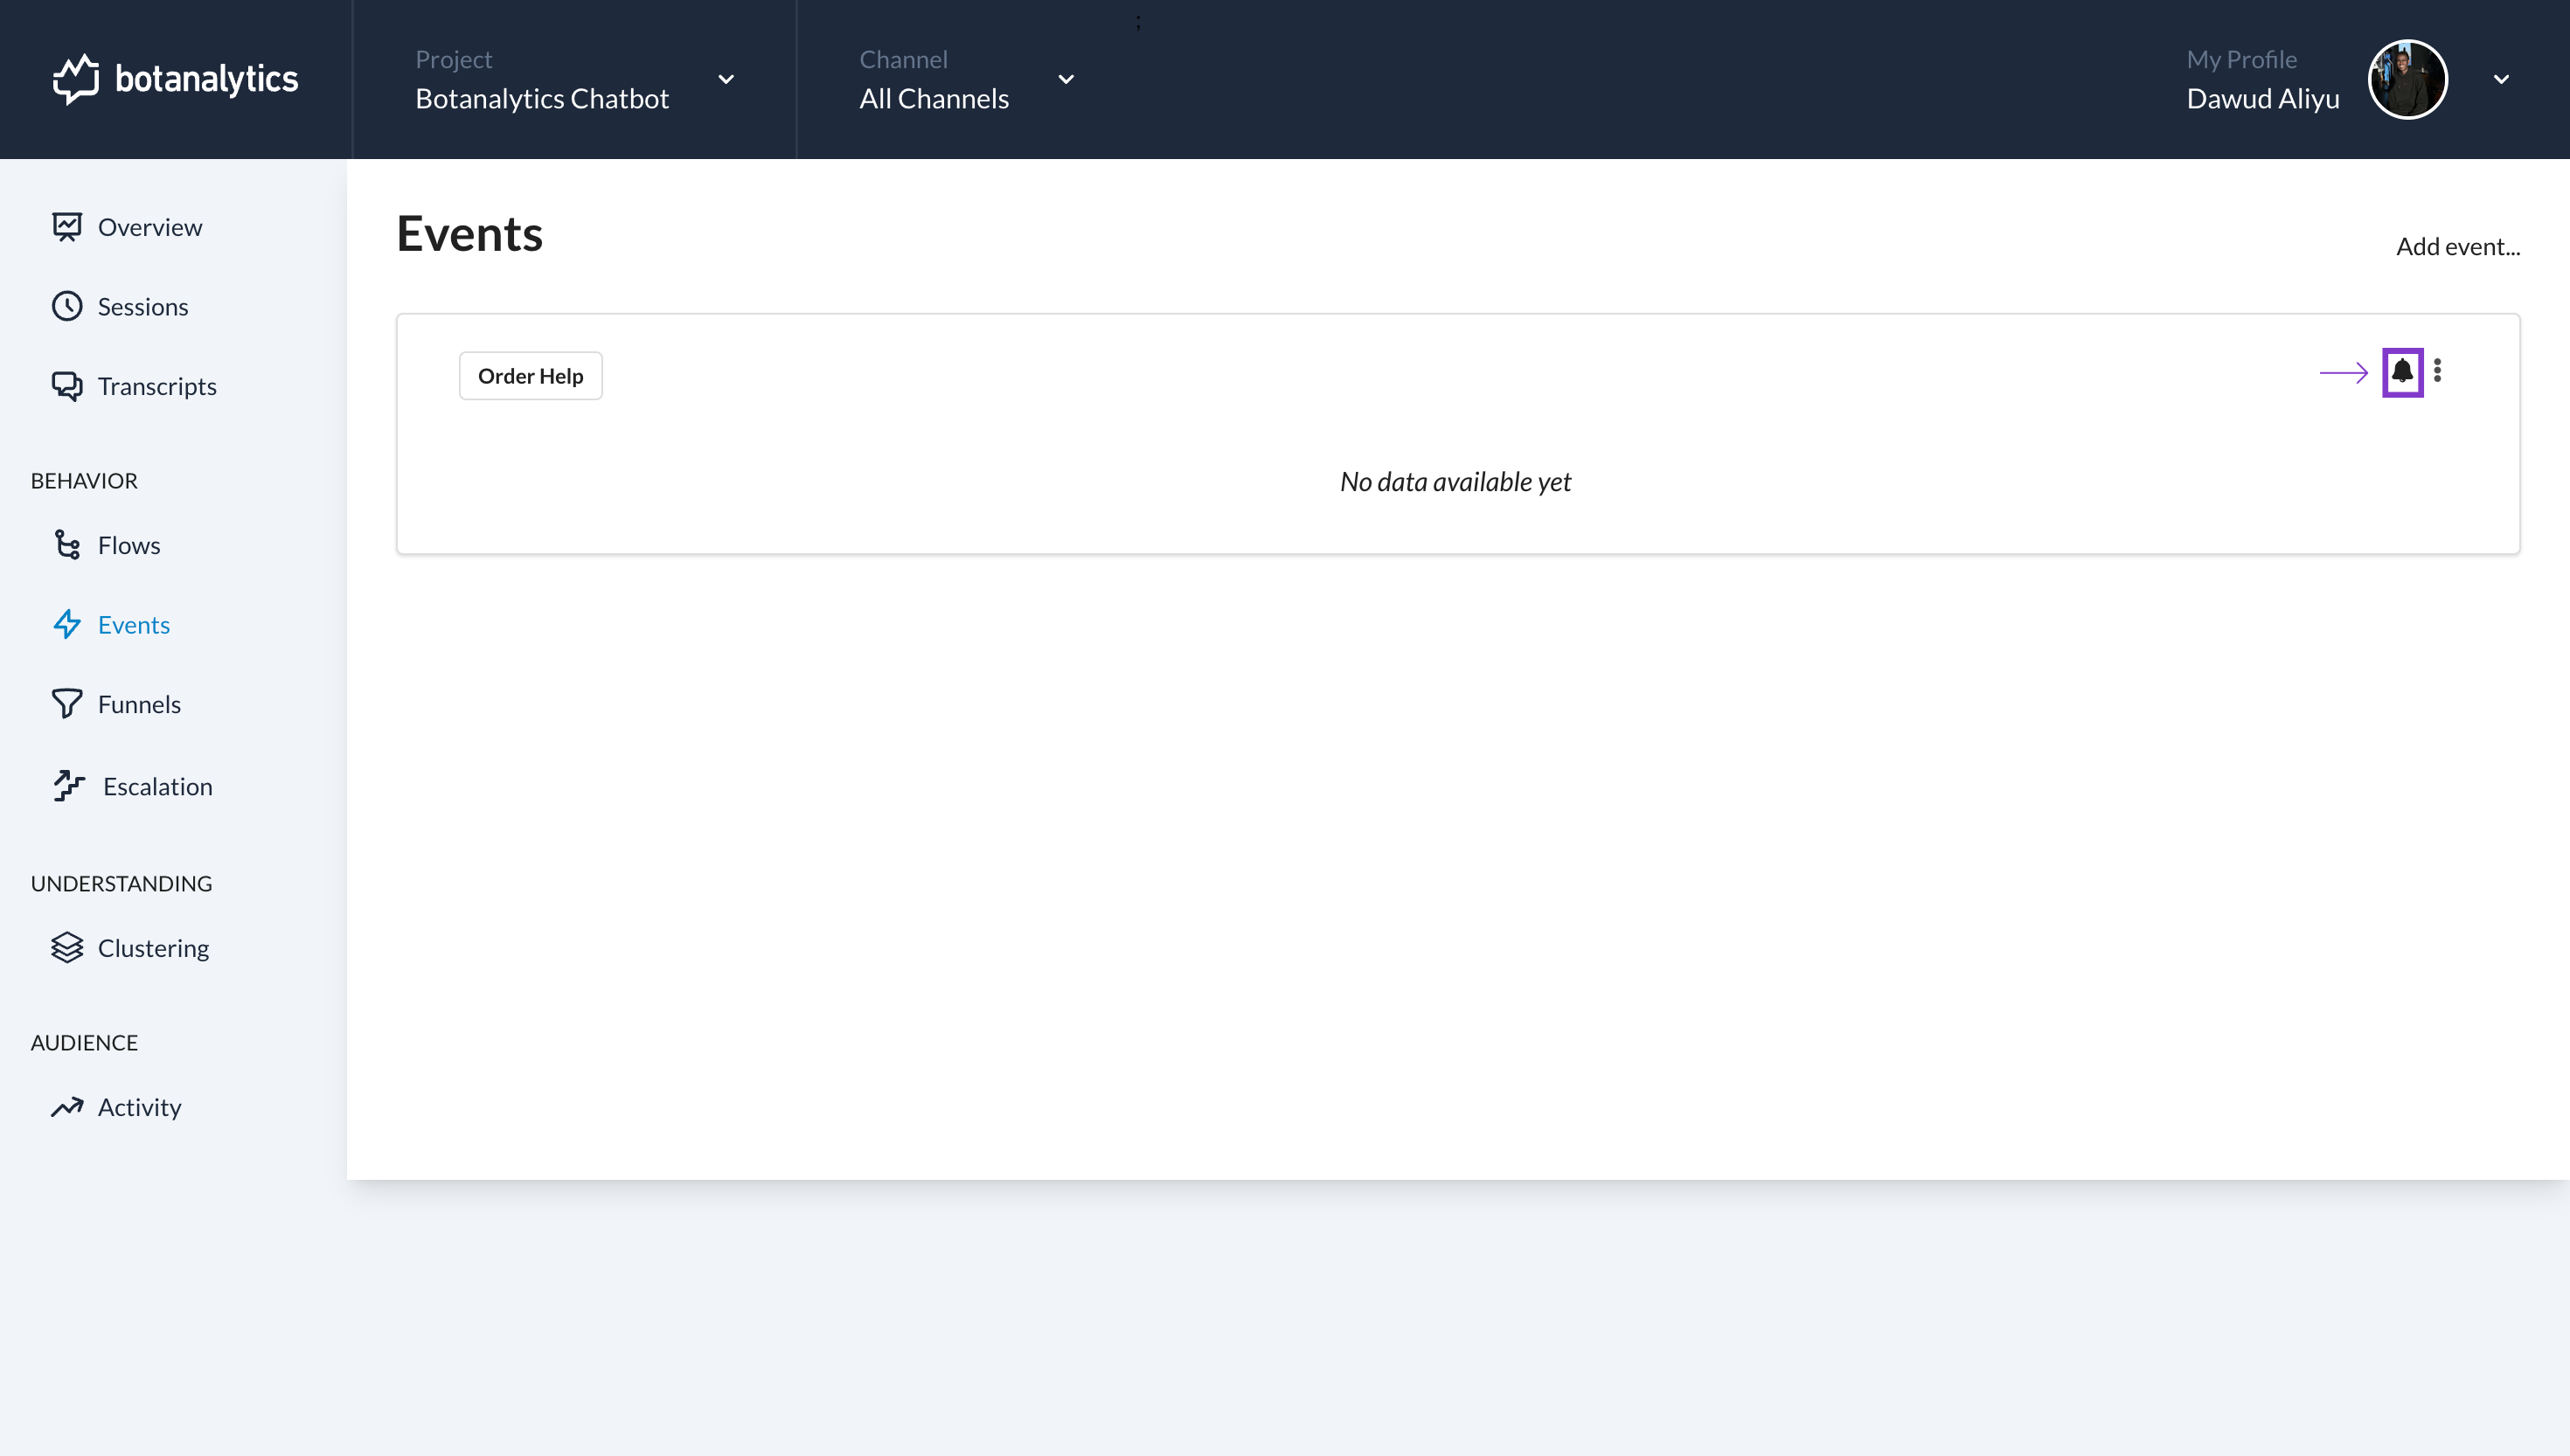 ;
botanalytics
Project
Botanalytics Chatbot
Channel
All Channels
My Profile
Dawud Aliyu
Overview
Sessions
Transcripts
BEHAVIOR
Flows
Events
Funnels
Escalation
UNDERSTANDING
Clustering
AUDIENCE
Activity
Events
Add event...
Order Help
No data available yet